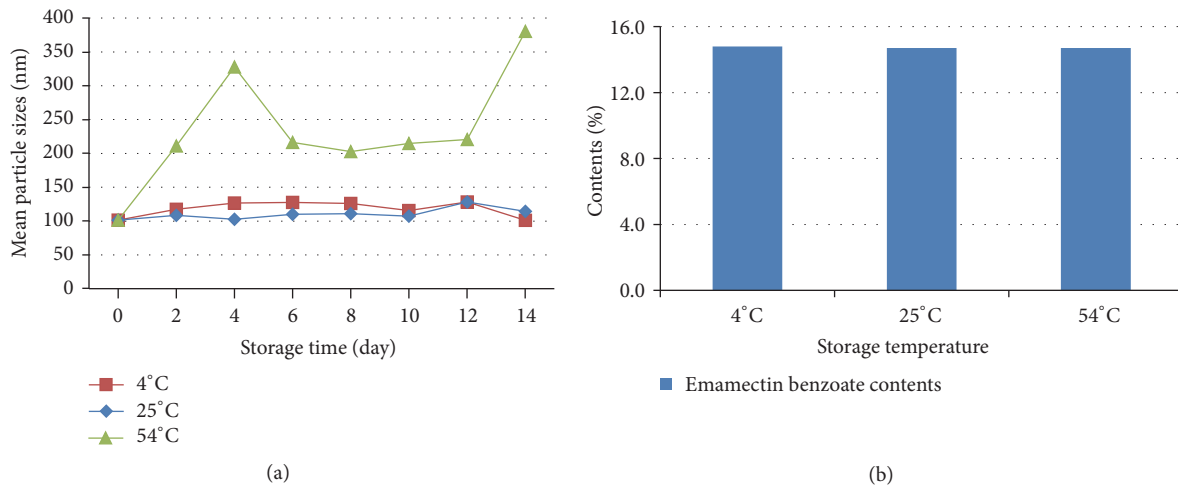 400
350
300
250
200
150
100
50
0
Mean particle sizes (nm)
0 2 4 6 8 10 12 14
Storage time (day)
4°C
25°C
54°C
(a)
16.0
12.0
8.0
4.0
0.0
Contents (%)
4°C 25°C 54°C
Storage temperature
Emamectin benzoate contents
(b)